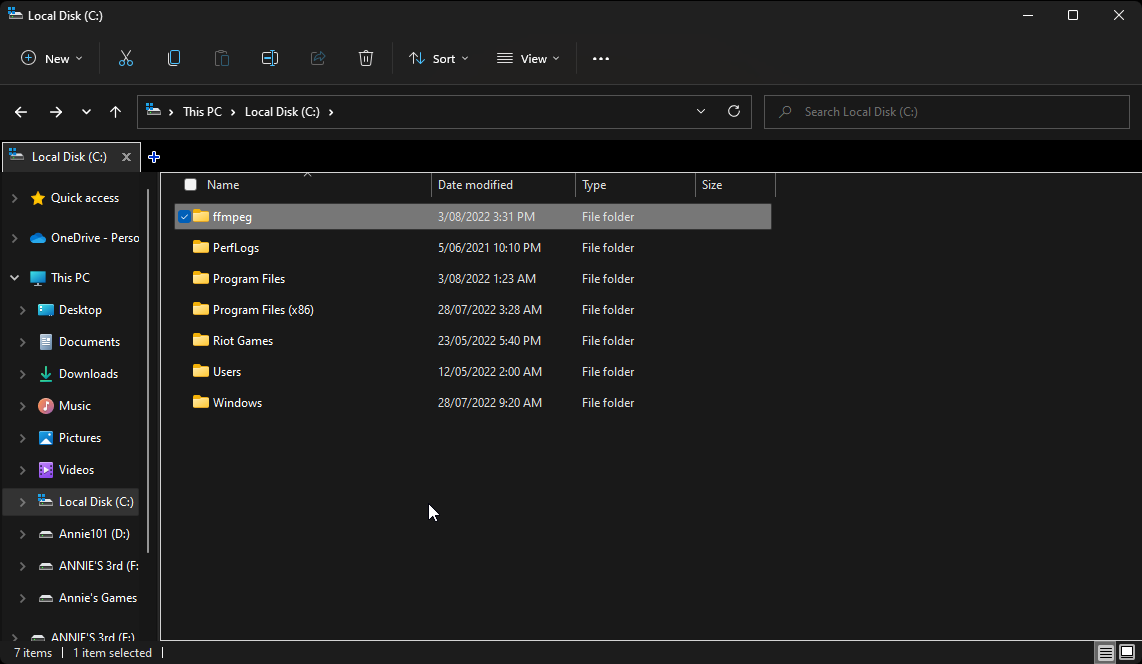 Local Disk (C:)
New
Sort
View
This PC
Local Disk (C:)
Search Local Disk (C:)
Local Disk (C:)
Name Date modified Type Size
Quick access
OneDrive - Perso
This PC
Desktop
Documents
Downloads
Music
Pictures
Videos
Local Disk (C:)
Annie101 (D:)
ANNIE'S 3rd (F:
Annie's Games
ANNIE'S 3rd (F:)
ffmpeg 3/08/2022 3:31 PM File folder
PerfLogs 5/06/2021 10:10 PM File folder
Program Files 3/08/2022 1:23 AM File folder
Program Files (x86) 28/07/2022 3:28 AM File folder
Riot Games 23/05/2022 5:40 PM File folder
Users 12/05/2022 2:00 AM File folder
Windows 28/07/2022 9:20 AM File folder
7 items 1 item selected